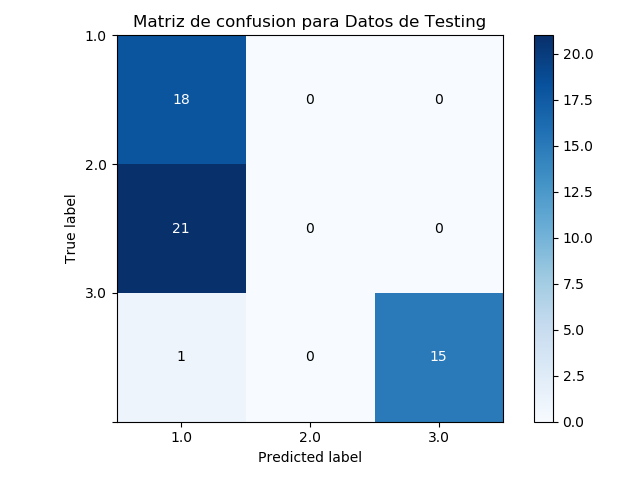 Matriz de confusion para Datos de Testing
1.0
18 0 0
2.0
21 0 0
3.0
1 0 15
True label
1.0 2.0 3.0
Predicted label
20.0
17.5
15.0
12.5
10.0
7.5
5.0
2.5
0.0